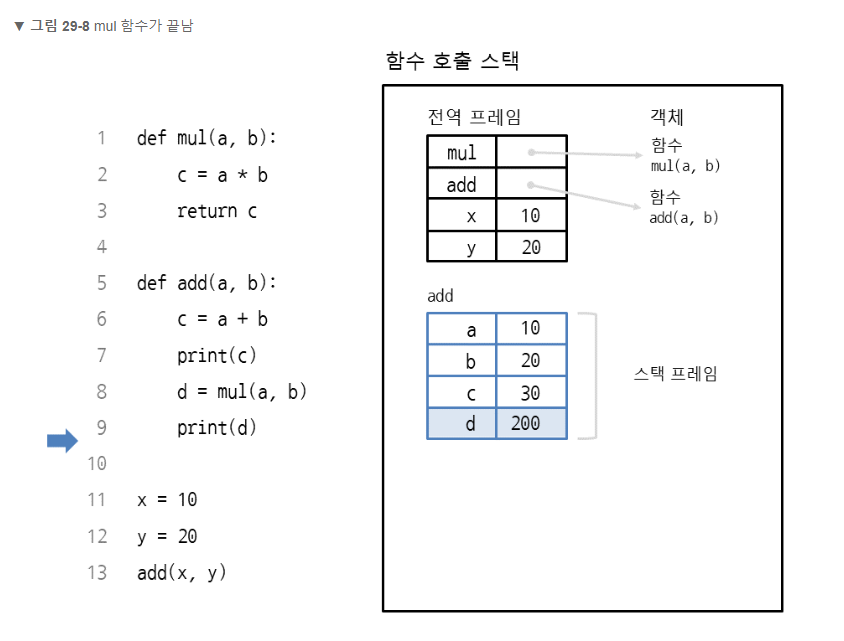 ▼ 그림 29-8 mul 함수가 끝남
함수 호출 스택
1 def mul(a, b):
2 c = a * b
3 return c
4
5 def add(a, b):
6 c = a + b
7 print(c)
8 d = mul(a, b)
9 print(d)
10
11 x = 10
12 y = 20
13 add(x, y)
전역 프레임
mul
add
x 10
y 20
객체
함수
mul(a, b)
함수
add(a, b)
add
a 10
b 20
c 30
d 200
스택 프레임